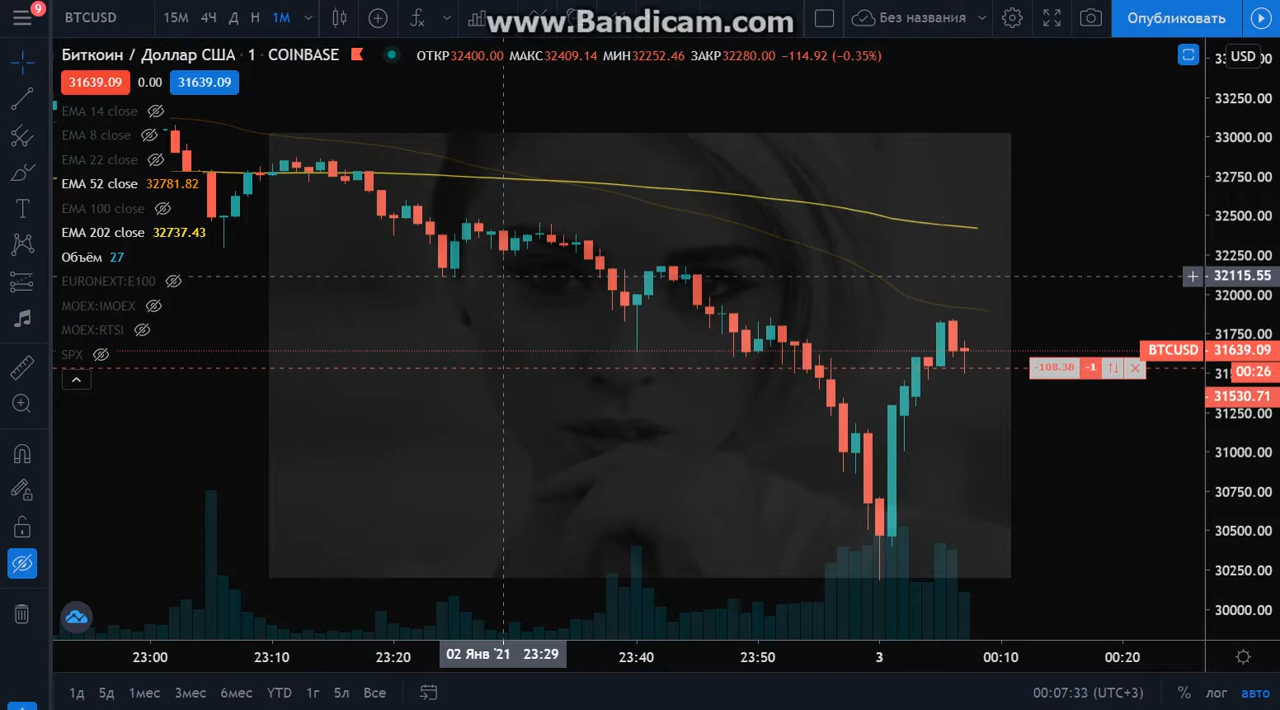 9
BTCUSD 15М 4Ч Д Н 1М
www.Bandicam.com
Без названия
Опубликовать
Биткоин / Доллар США · 1 · COINBASE
ОТКР32400.00 МАКС32409.14 МИН32252.46 ЗАКР32280.00 −114.92 (−0.35%)
USD
31639.09 0.00 31639.09
EMA 14 close
EMA 8 close
EMA 22 close
EMA 52 close 32781.82
EMA 100 close
EMA 202 close 32737.43
Объём 27
EURONEXT:E100
MOEX:IMOEX
MOEX:RTSI
SPX
33250.00
33000.00
32750.00
32500.00
32250.00
32115.55
32000.00
31750.00
BTCUSD 31639.09
00:26
-108.38 -1
31530.71
31250.00
31000.00
30750.00
30500.00
30250.00
30000.00
23:00 23:10 23:20 02 Янв '21 23:29 23:40 23:50 3 00:10 00:20
1д 5д 1мес 3мес 6мес YTD 1г 5л Все
00:07:33 (UTC+3) % лог авто